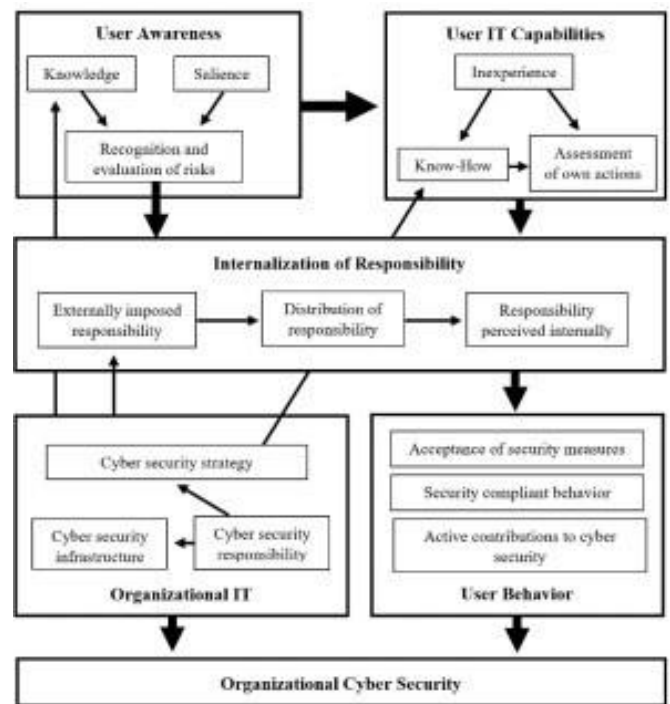 User Awareness
Knowledge
Salience
Recognition and
evaluation of risks
User IT Capabilities
Inexperience
Know-How
Assessment
of own actions
Internalization of Responsibility
Externally imposed
responsibility
Distribution of
responsibility
Responsibility
perceived internally
Cyber security strategy
Cyber security
infrastructure
Cyber security
responsibility
Organizational IT
Acceptance of security measures
Security compliant behavior
Active contributions to cyber
security
User Behavior
Organizational Cyber Security